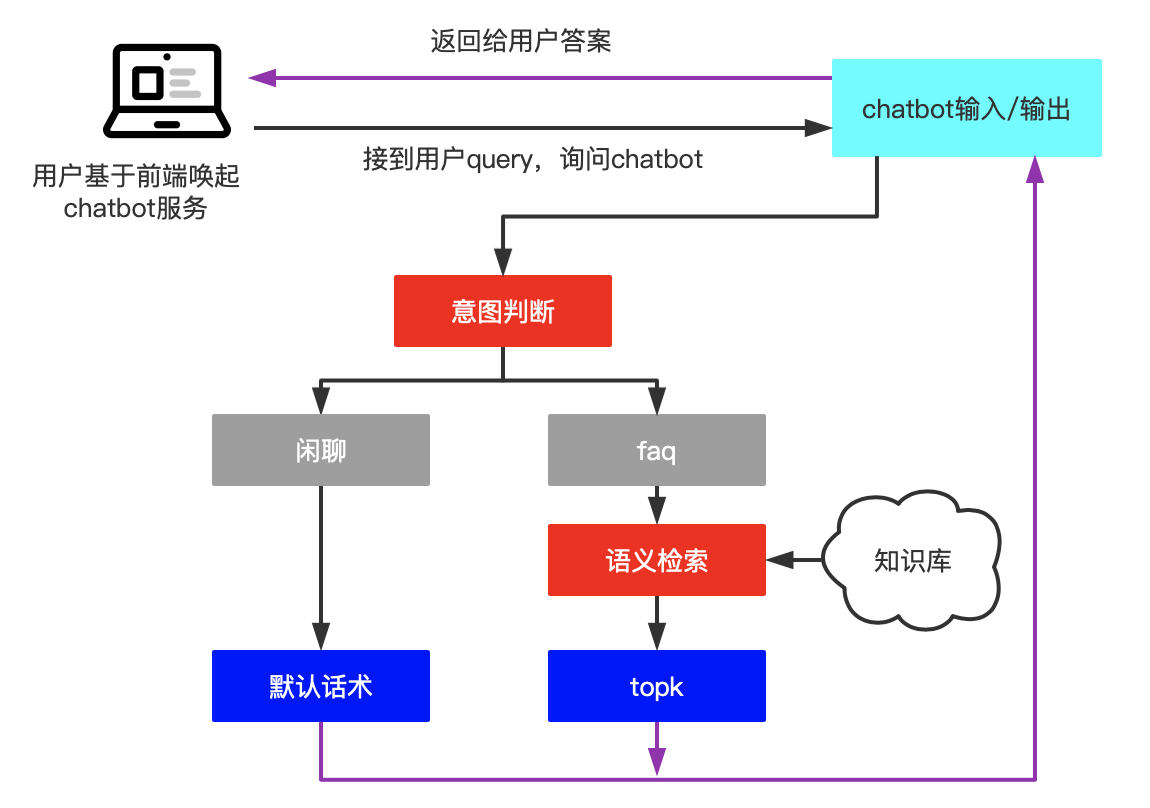 返回给用户答案
chatbot输入/输出
接到用户query，询问chatbot
用户基于前端唤起
chatbot服务
意图判断
闲聊
faq
语义检索
知识库
默认话术
topk